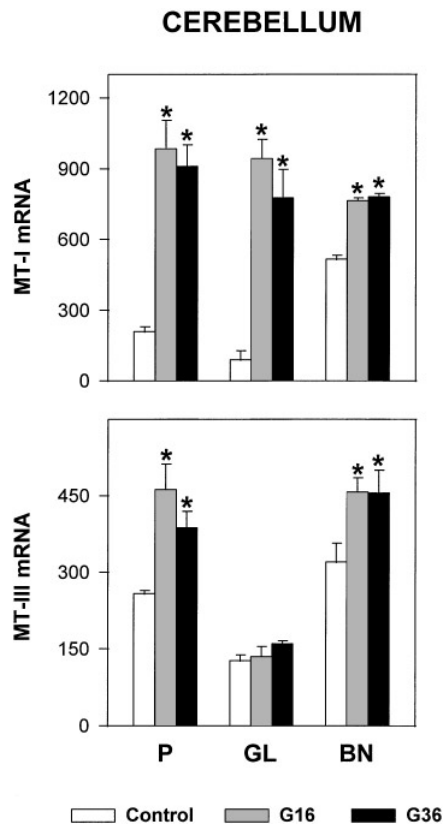 CEREBELLUM
MT-I mRNA
1200
900
600
300
0
* * * * * *
MT-III mRNA
450
300
150
0
* * * *
P GL BN
Control G16 G36